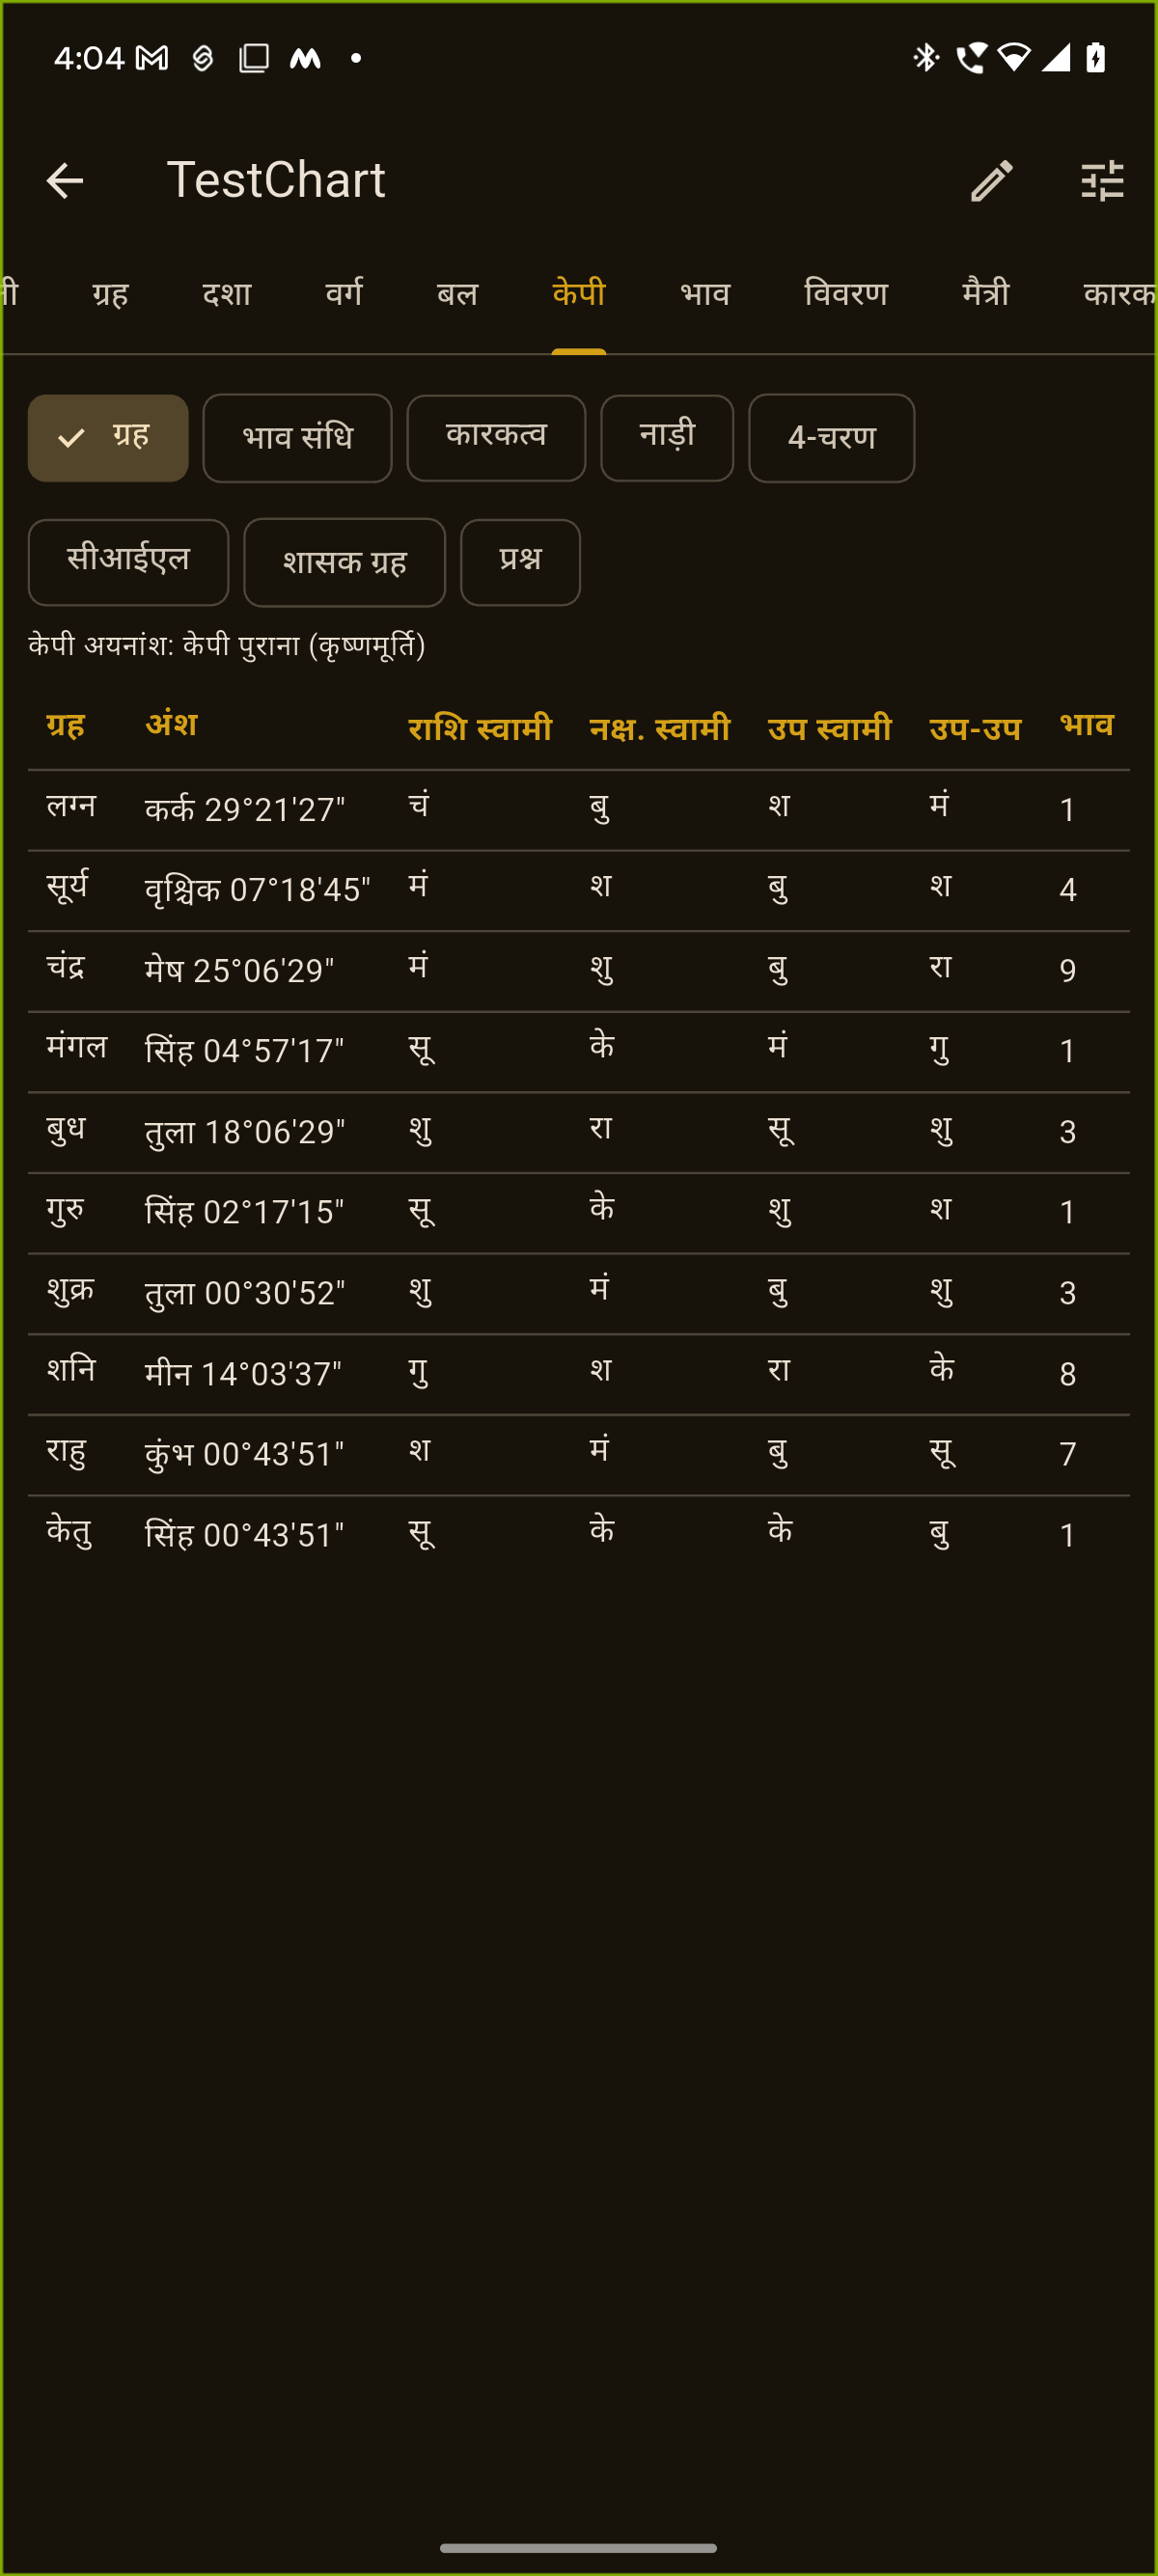 4:04
TestChart
ग्रह दशा वर्ग बल केपी भाव विवरण मैत्री कारक
ग्रह भाव संधि कारकत्व नाड़ी 4-चरण
सीआईएल शासक ग्रह प्रश्न
केपी अयनांश: केपी पुराना (कृष्णमूर्ति)
ग्रह अंश राशि स्वामी नक्ष. स्वामी उप स्वामी उप-उप भाव
लग्न कर्क 29°21'27" चं बु श मं 1
सूर्य वृश्चिक 07°18'45" मं श बु श 4
चंद्र मेष 25°06'29" मं शु बु रा 9
मंगल सिंह 04°57'17" सू के मं गु 1
बुध तुला 18°06'29" शु रा सू शु 3
गुरु सिंह 02°17'15" सू के शु श 1
शुक्र तुला 00°30'52" शु मं बु शु 3
शनि मीन 14°03'37" गु श रा के 8
राहु कुंभ 00°43'51" श मं बु सू 7
केतु सिंह 00°43'51" सू के के बु 1